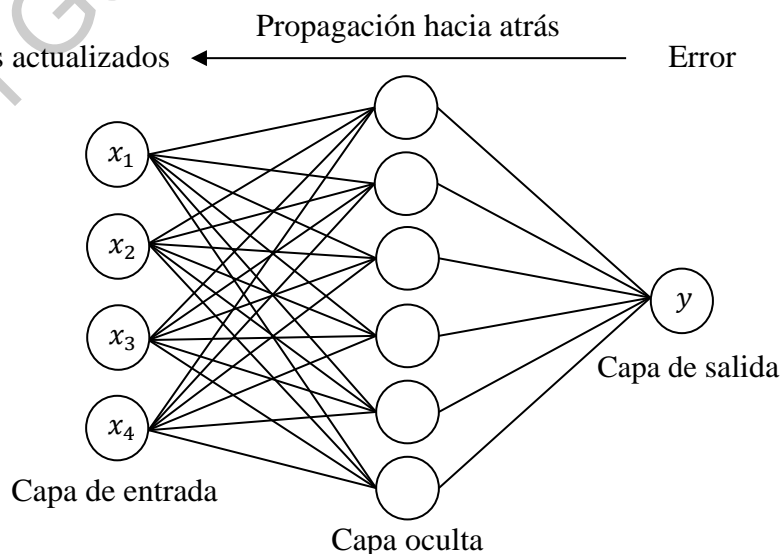 Propagación hacia atrás
actualizados
Error
x₁
x₂
x₃
x₄
y
Capa de salida
Capa de entrada
Capa oculta